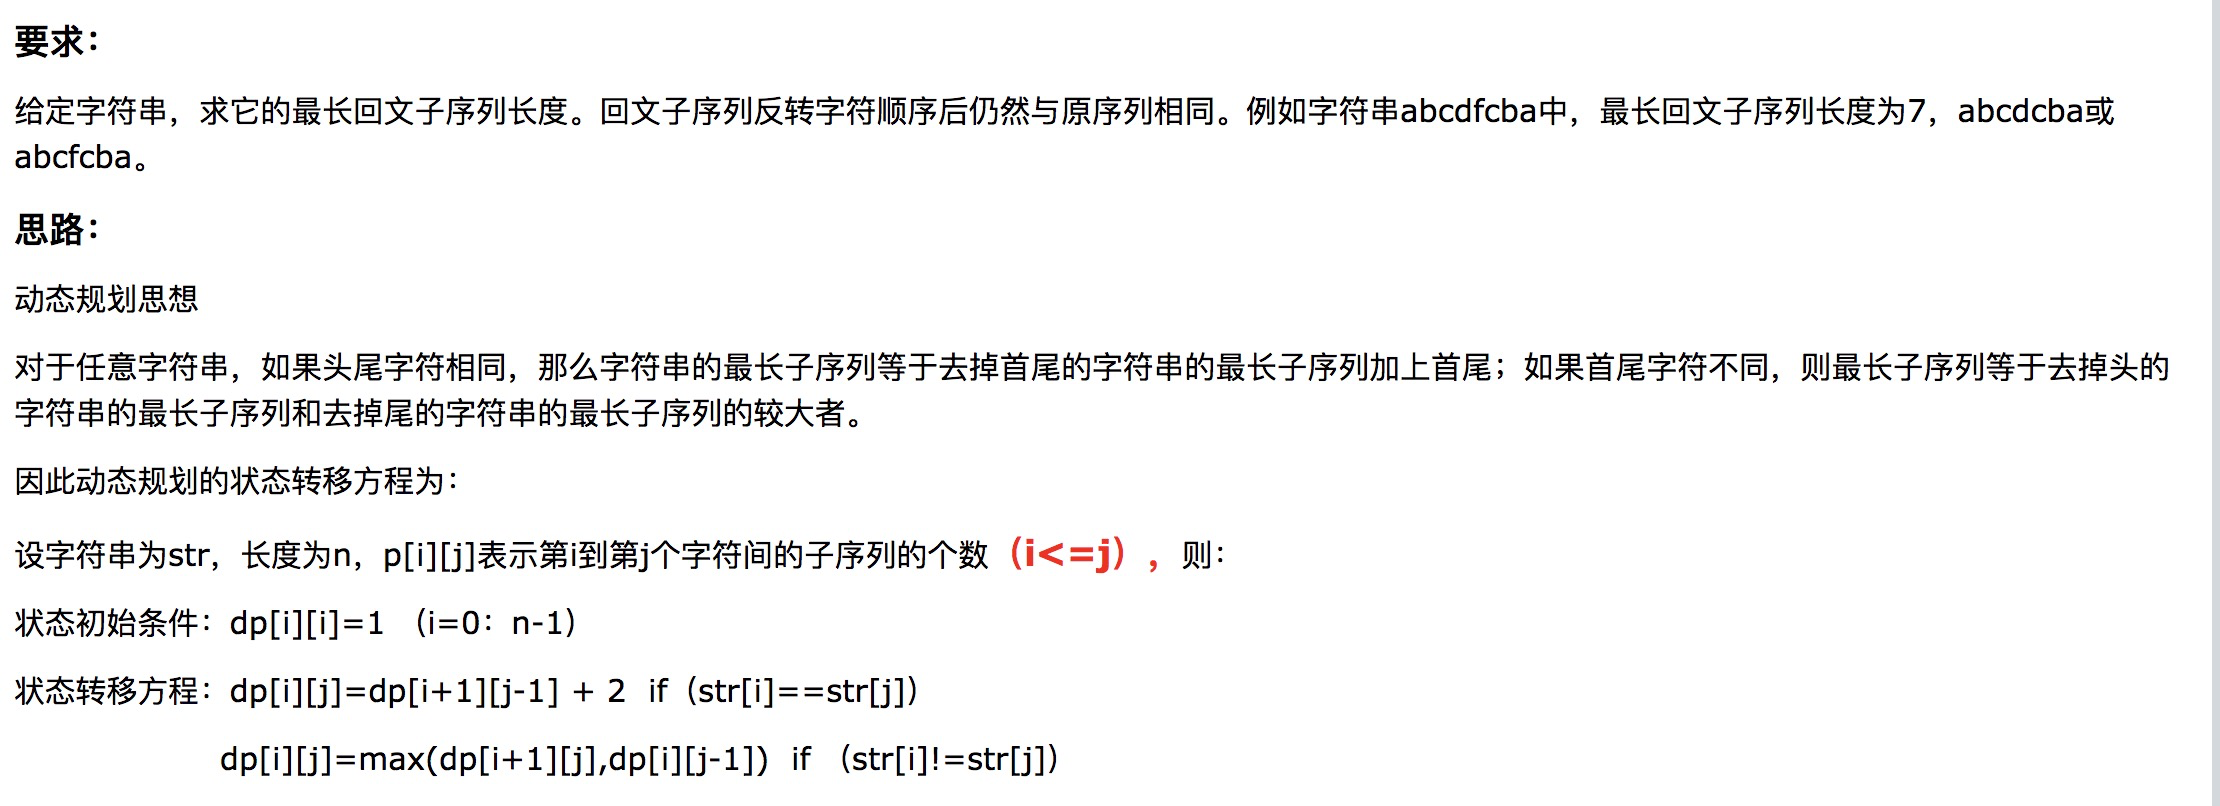 要求：
给定字符串，求它的最长回文子序列长度。回文子序列反转字符顺序后仍然与原序列相同。例如字符串abcdfcba中，最长回文子序列长度为7，abcdcba或
abcfcba。
思路：
动态规划思想
对于任意字符串，如果头尾字符相同，那么字符串的最长子序列等于去掉首尾的字符串的最长子序列加上首尾；如果首尾字符不同，则最长子序列等于去掉头的
字符串的最长子序列和去掉尾的字符串的最长子序列的较大者。
因此动态规划的状态转移方程为：
设字符串为str，长度为n，p[i][j]表示第i到第j个字符间的子序列的个数（i<=j），则：
状态初始条件：dp[i][i]=1 （i=0：n-1）
状态转移方程：dp[i][j]=dp[i+1][j-1] + 2  if（str[i]==str[j]）
dp[i][j]=max(dp[i+1][j],dp[i][j-1])  if （str[i]!=str[j]）